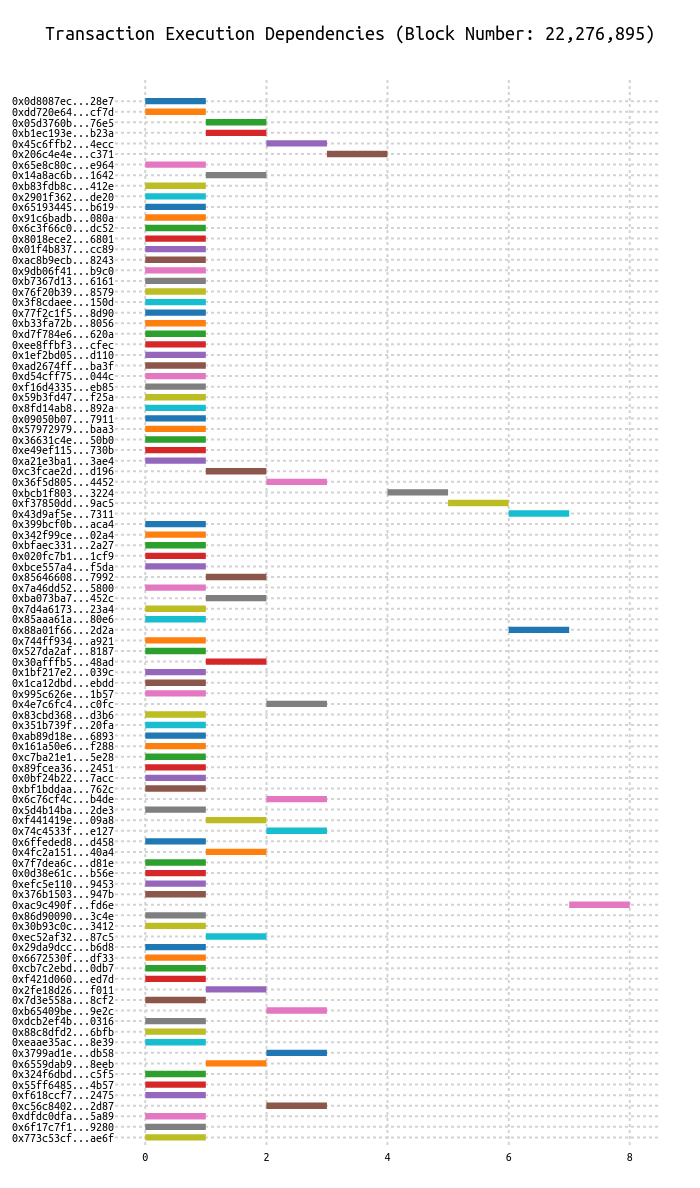 Transaction Execution Dependencies (Block Number: 22,276,895)
0x0d8087ec...28e7
0xdd720e64...cf7d
0x05d3760b...76e5
0xb1ec193e...b23a
0x45c6ffb2...4ecc
0x206c4e4e...c371
0x65e8c80c...e964
0x14a8ac6b...1642
0xb83fdb8c...412e
0x2901f362...de20
0x65193445...b619
0x91c6badb...080a
0x6c3f66c0...dc52
0x8018ece2...6801
0x01f4b837...cc89
0xac8b9ecb...8243
0x9db06f41...b9c0
0xb7367d13...6161
0x76f20b39...8579
0x3f8cdaee...150d
0x77f2c1f5...8d90
0xb33fa72b...8056
0xd7f784e6...620a
0xee8ffbf3...cfec
0x1ef2bd05...d110
0xad2674ff...ba3f
0xd54cff75...044c
0xf16d4335...eb85
0x59b3fd47...f25a
0x8fd14ab8...892a
0x09050b07...7911
0x57972979...baa3
0x36631c4e...50b0
0xe49ef115...730b
0xa21e3ba1...3ae4
0xc3fcae2d...d196
0x36f5d805...4452
0xbcb1f803...3224
0xf37850dd...9ac5
0x43d9af5e...7311
0x399bcf0b...aca4
0x342f99ce...02a4
0xbfaec331...2a27
0x020fc7b1...1cf9
0xbce557a4...f5da
0x85646608...7992
0x7a46dd52...5800
0xba073ba7...452c
0x7d4a6173...23a4
0x85aaa61a...80e6
0x88a01f66...2d2a
0x744ff934...a921
0x527da2af...8187
0x30afffb5...48ad
0x1bf217e2...039c
0x1ca12dbd...ebdd
0x995c626e...1b57
0x4e7c6fc4...c0fc
0x83cbd368...d3b6
0x351b739f...20fa
0xab89d18e...6893
0x161a50e6...f288
0xc7ba21e1...5e28
0x89fcea36...2451
0x0bf24b22...7acc
0xbf1bddaa...762c
0x6c76cf4c...b4de
0x5d4b14ba...2de3
0xf441419e...09a8
0x74c4533f...e127
0x6ffeded8...d458
0x4fc2a151...40a4
0x7f7dea6c...d81e
0x0d38e61c...b56e
0xefc5e110...9453
0x376b1503...947b
0xac9c490f...fd6e
0x86d90090...3c4e
0x30b93c0c...3412
0xec52af32...87c5
0x29da9dcc...b6d8
0x6672530f...df33
0xcb7c2ebd...0db7
0xf421d060...ed7d
0x2fe18d26...f011
0x7d3e558a...8cf2
0xb65409be...9e2c
0xdcb2ef4b...0316
0x88c8dfd2...6bfb
0xeaae35ac...8e39
0x3799ad1e...db58
0x6559dab9...8eeb
0x324f6dbd...c5f5
0x55ff6485...4b57
0xf618ccf7...2475
0xc56c8402...2d87
0xdfdc0dfa...5a89
0x6f17c7f1...9280
0x773c53cf...ae6f
0 2 4 6 8